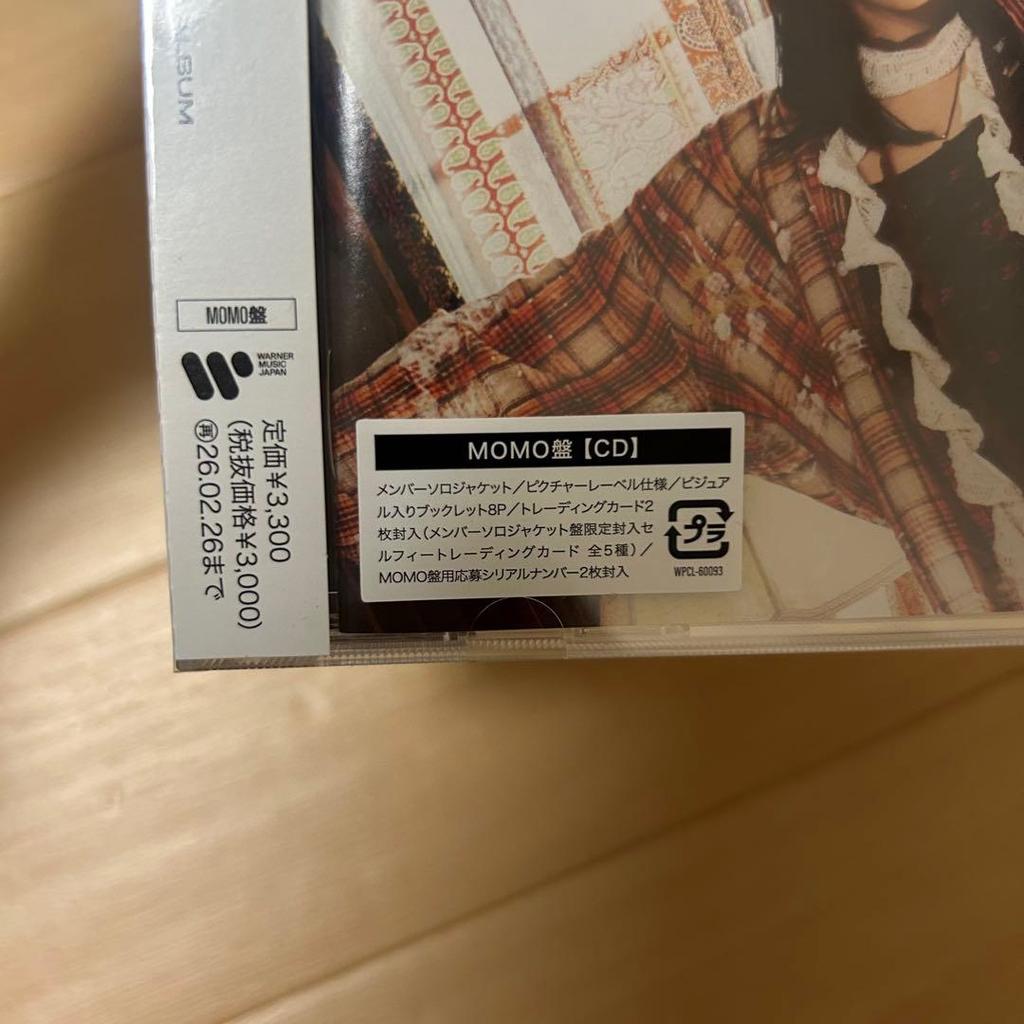 ALBUM
MOMO盤
WARNER
MUSIC
JAPAN
定価¥3,300
(税抜価格¥3,000)
㊢26.02.26まで
MOMO盤【CD】
メンバーソロジャケット／ピクチャーレーベル仕様／ビジュア
ル入りブックレット8P／トレーディングカード2
枚封入(メンバーソロジャケット盤限定封入セ
ルフィートレーディングカード 全5種)／
MOMO盤用応募シリアルナンバー2枚封入
プラ
WPCL-60093